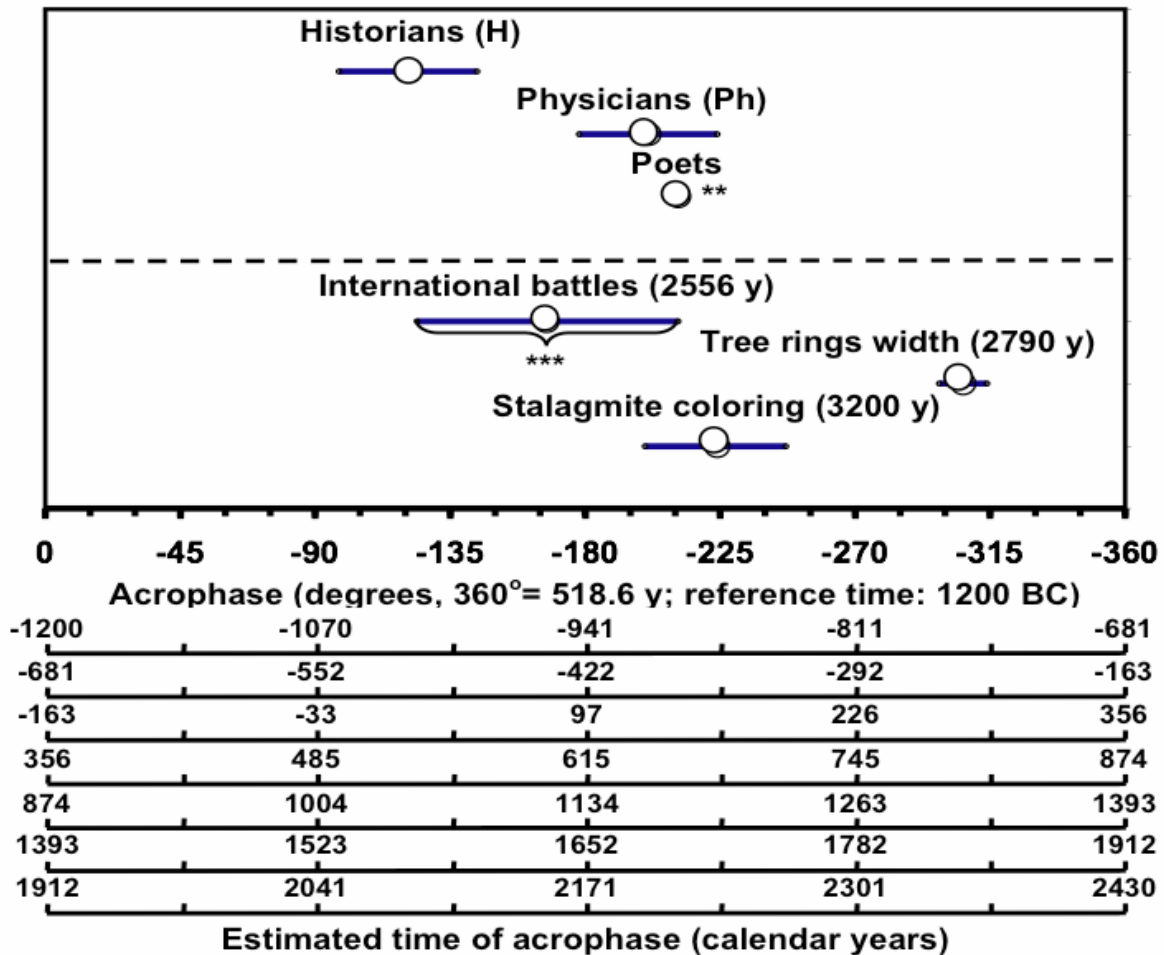 Historians (H)
Physicians (Ph)
Poets
**
International battles (2556 y)
***
Tree rings width (2790 y)
Stalagmite coloring (3200 y)
0 -45 -90 -135 -180 -225 -270 -315 -360
Acrophase (degrees, 360°= 518.6 y; reference time: 1200 BC)
-1200 -1070 -941 -811 -681
-681 -552 -422 -292 -163
-163 -33 97 226 356
356 485 615 745 874
874 1004 1134 1263 1393
1393 1523 1652 1782 1912
1912 2041 2171 2301 2430
Estimated time of acrophase (calendar years)